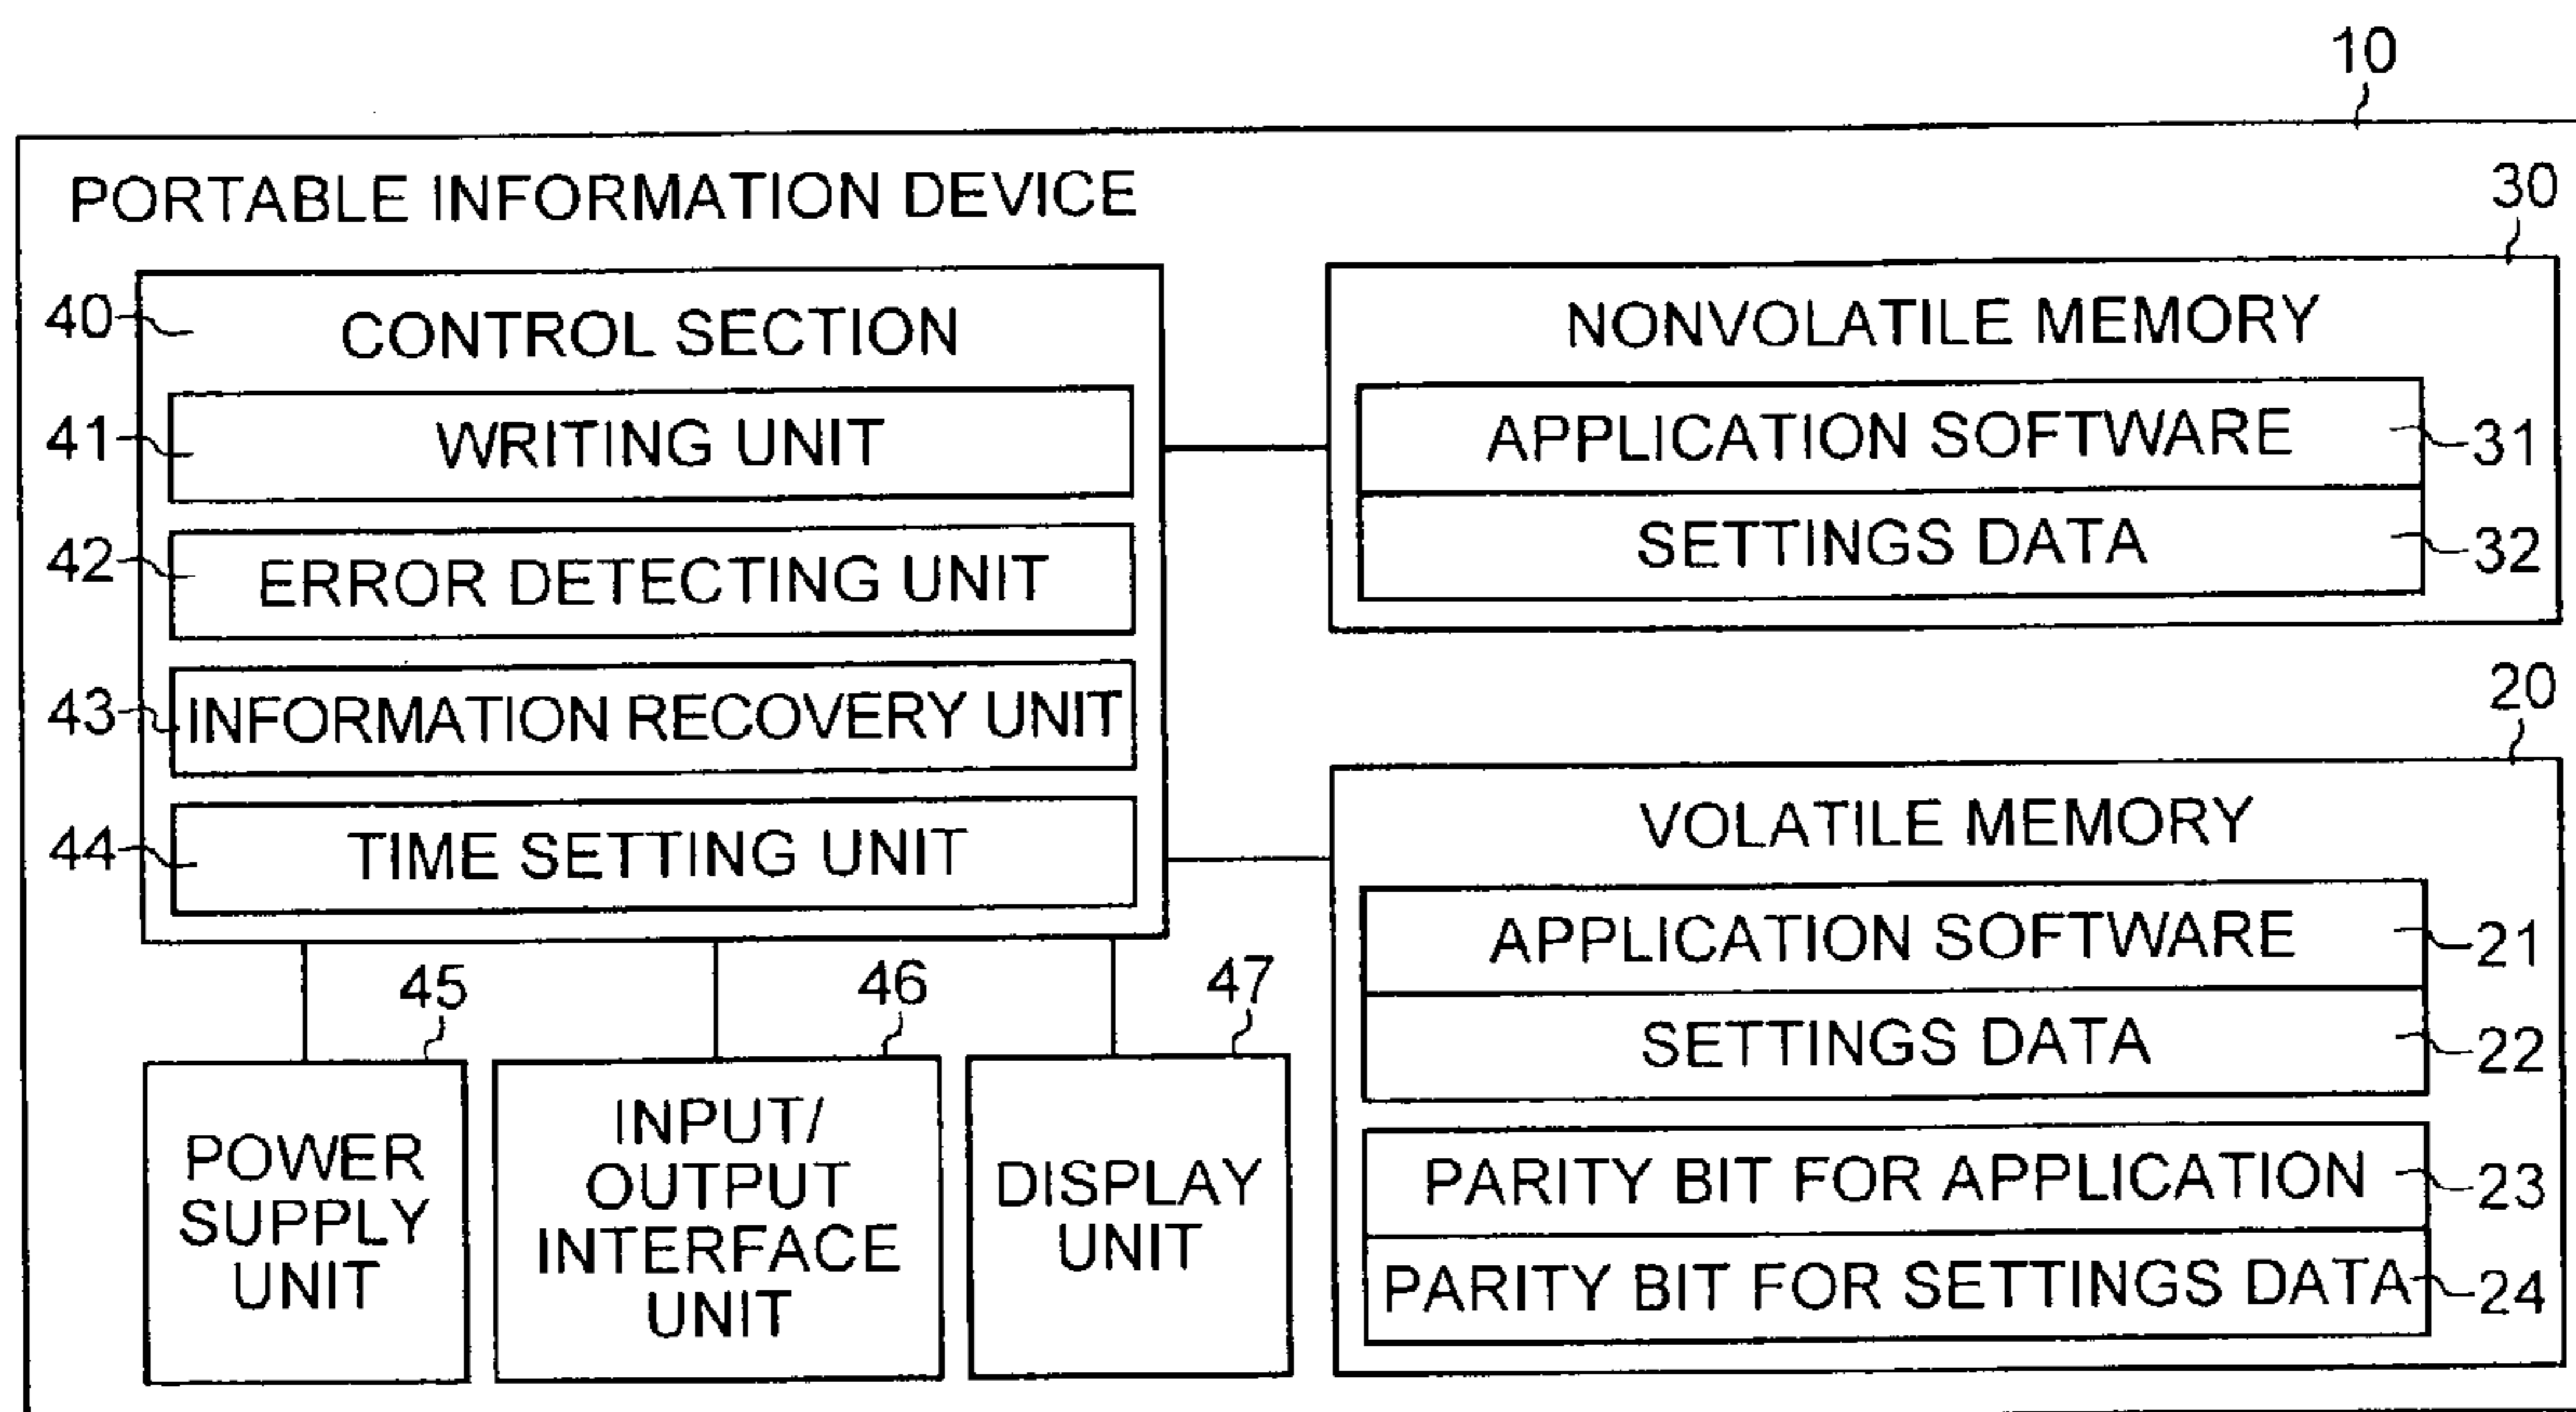 10
PORTABLE INFORMATION DEVICE
40
CONTROL SECTION
41
WRITING UNIT
42
ERROR DETECTING UNIT
43
INFORMATION RECOVERY UNIT
44
TIME SETTING UNIT
30
NONVOLATILE MEMORY
APPLICATION SOFTWARE
31
SETTINGS DATA
32
20
VOLATILE MEMORY
APPLICATION SOFTWARE
21
SETTINGS DATA
22
PARITY BIT FOR APPLICATION
23
PARITY BIT FOR SETTINGS DATA
24
45
POWER
SUPPLY
UNIT
46
INPUT/
OUTPUT
INTERFACE
UNIT
47
DISPLAY
UNIT